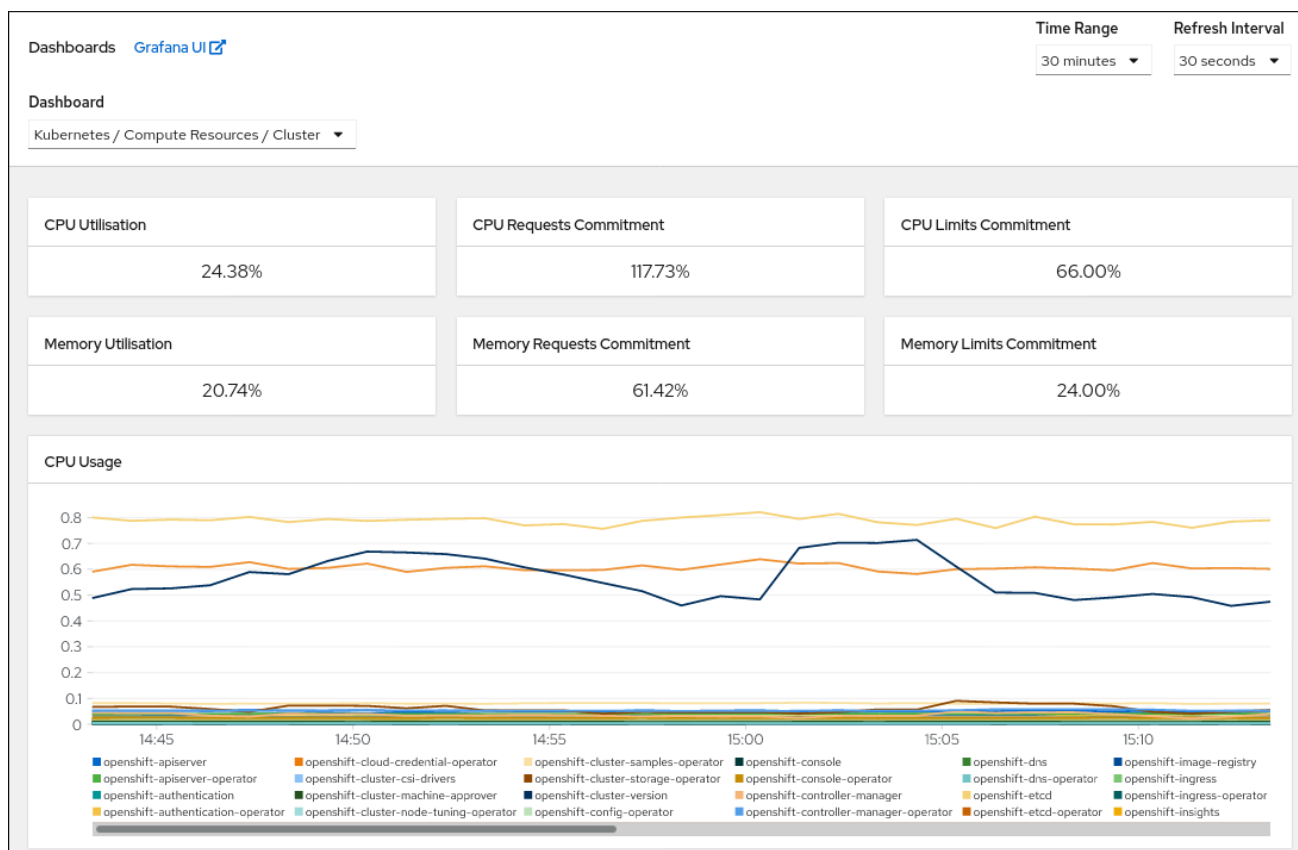 Time Range Refresh Interval
Dashboards Grafana UI
30 minutes 30 seconds
Dashboard
Kubernetes / Compute Resources / Cluster
CPU Utilisation CPU Requests Commitment CPU Limits Commitment
24.38% 117.73% 66.00%
Memory Utilisation Memory Requests Commitment Memory Limits Commitment
20.74% 61.42% 24.00%
CPU Usage
0.8
0.7
0.6
0.5
0.4
0.3
0.2
0.1
0
14:45 14:50 14:55 15:00 15:05 15:10
openshift-apiserver openshift-cloud-credential-operator openshift-cluster-samples-operator openshift-console openshift-dns openshift-image-registry
openshift-apiserver-operator openshift-cluster-csi-drivers openshift-cluster-storage-operator openshift-console-operator openshift-dns-operator openshift-ingress
openshift-authentication openshift-cluster-machine-approver openshift-cluster-version openshift-controller-manager openshift-etcd openshift-ingress-operator
openshift-authentication-operator openshift-cluster-node-tuning-operator openshift-config-operator openshift-controller-manager-operator openshift-etcd-operator openshift-insights